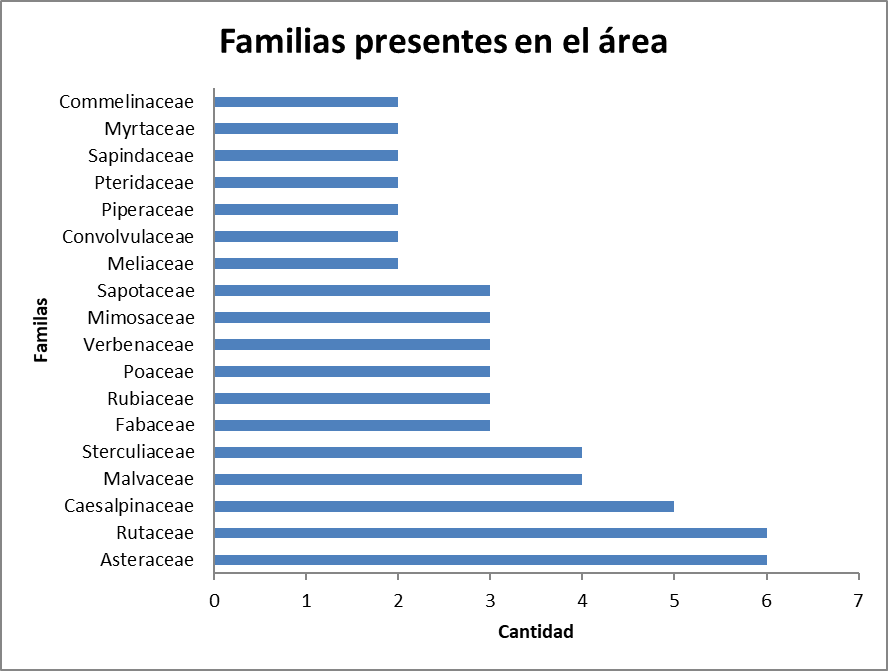 Familias presentes en el área
Commelinaceae
Myrtaceae
Sapindaceae
Pteridaceae
Piperaceae
Convolvulaceae
Meliaceae
Sapotaceae
Mimosaceae
Verbenaceae
Poaceae
Rubiaceae
Fabaceae
Sterculiaceae
Malvaceae
Caesalpinaceae
Rutaceae
Asteraceae
Familas
0 1 2 3 4 5 6 7
Cantidad